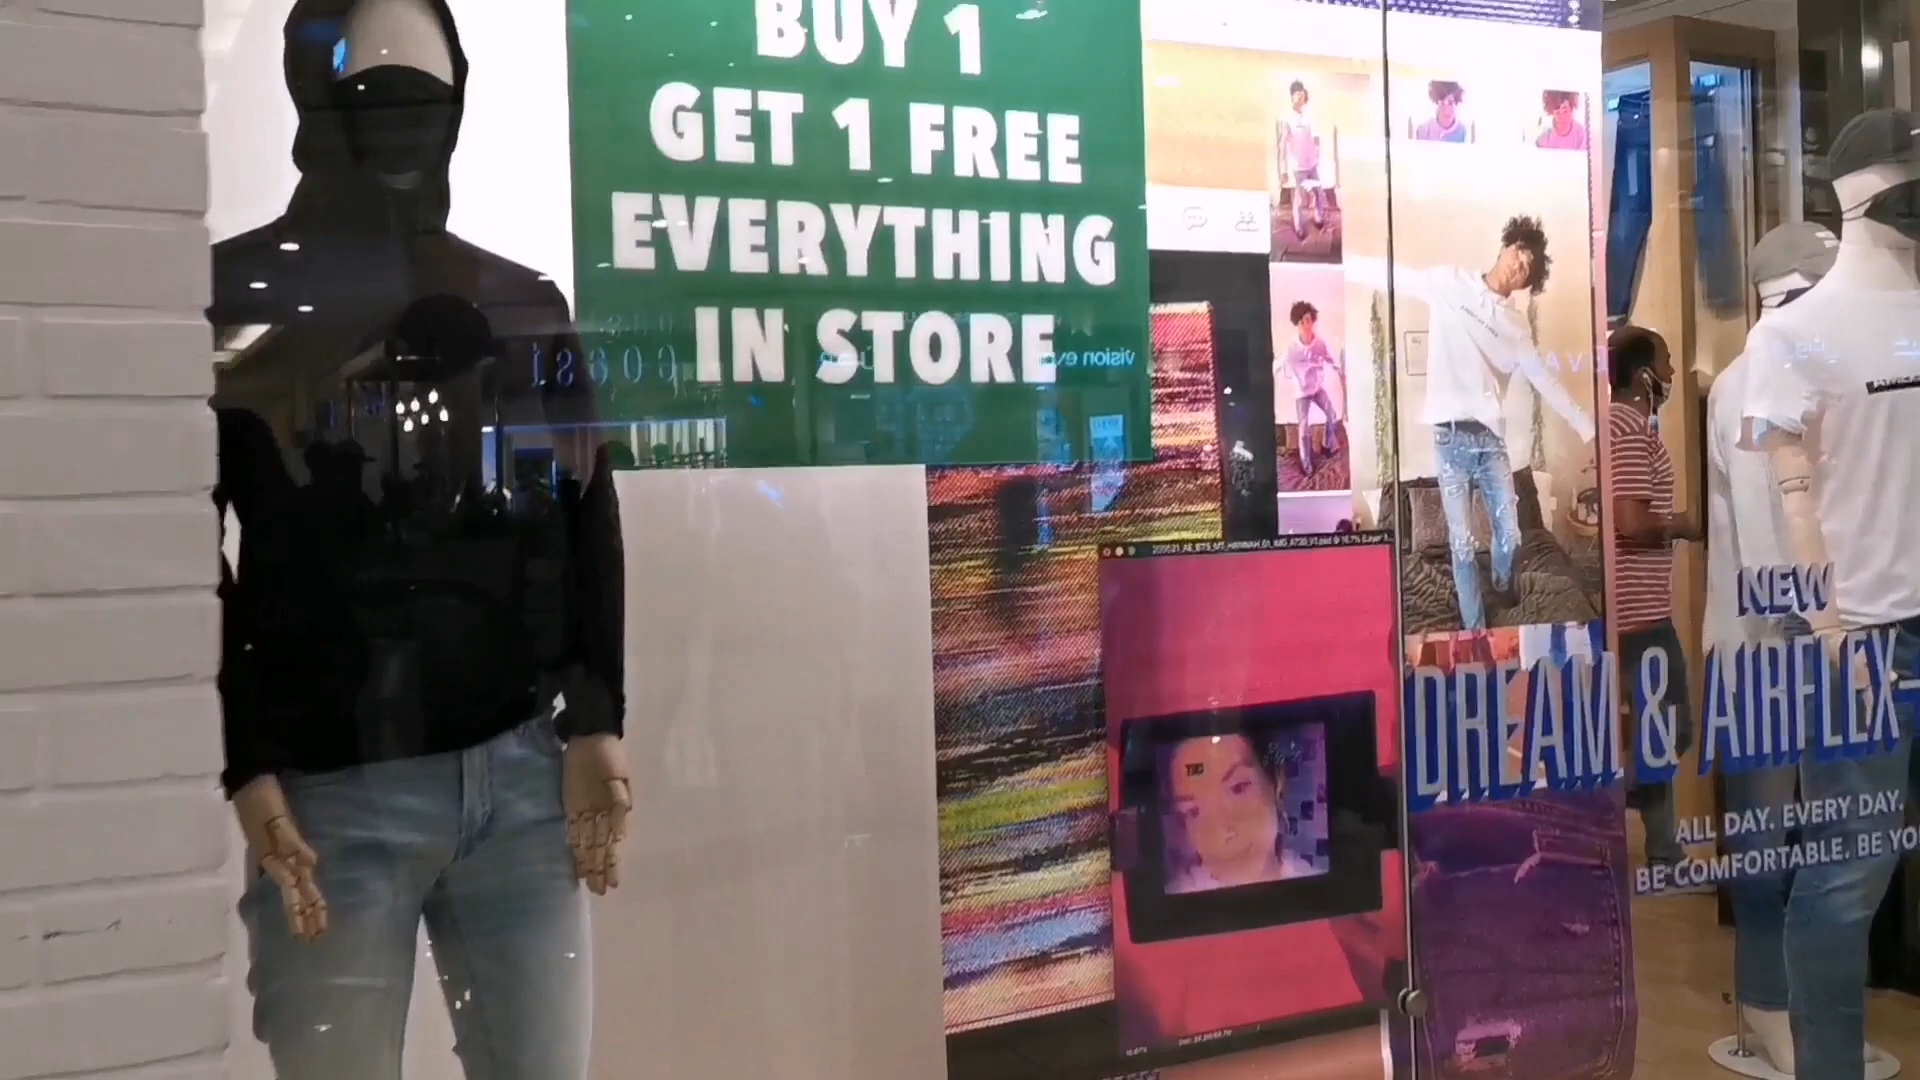 BUY 1
GET 1 FREE
EVERYTHING
IN STORE
vision
NEW
DREAM & AIRFLEX
ALL DAY. EVERY DAY.
BE COMFORTABLE. BE YO